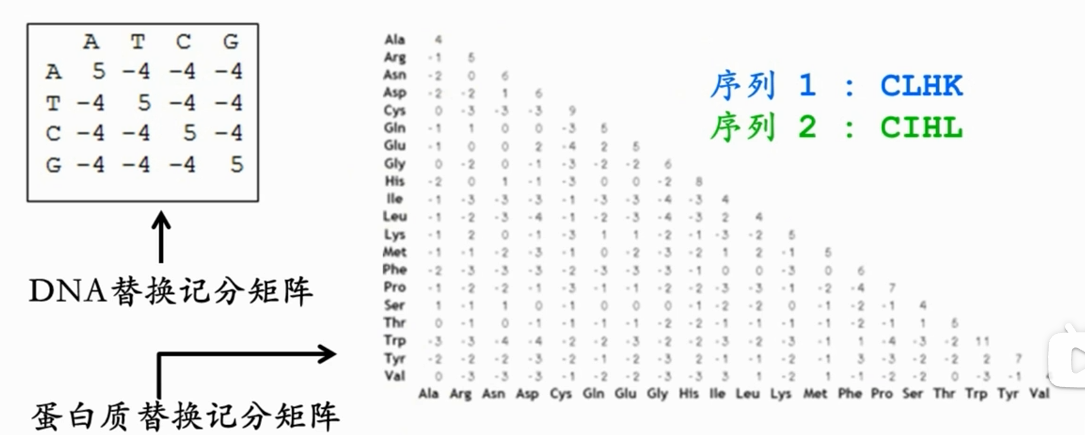 A T C G
A 5 -4 -4 -4
T -4 5 -4 -4
C -4 -4 5 -4
G -4 -4 -4 5
DNA替换记分矩阵
蛋白质替换记分矩阵
Ala 4
Arg -1 5
Asn -2 0 6
Asp -2 -2 1 6
Cys 0 -3 -3 -3 9
Gln -1 1 0 0 -3 5
Glu -1 0 0 2 -4 2 5
Gly 0 -2 0 -1 -3 -2 -2 6
His -2 0 1 -1 -3 0 0 -2 8
Ile -1 -3 -3 -3 -1 -3 -3 -4 -3 4
Leu -1 -2 -3 -4 -1 -2 -3 -4 -3 2 4
Lys -1 2 0 -1 -3 1 1 -2 -1 -3 -2 5
Met -1 -1 -2 -3 -1 0 -2 -3 -2 1 2 -1 5
Phe -2 -3 -3 -3 -2 -3 -3 -3 -1 0 0 -3 0 6
Pro -1 -2 -2 -1 -3 -1 -1 -2 -2 -3 -3 -1 -2 -4 7
Ser 1 -1 1 0 -1 0 0 0 -1 -2 -2 0 -1 -2 -1 4
Thr 0 -1 0 -1 -1 -1 -1 -2 -2 -1 -1 -1 -1 -2 -1 1 5
Trp -3 -3 -4 -4 -2 -2 -3 -2 -2 -3 -2 -3 -1 1 -4 -3 -2 11
Tyr -2 -2 -2 -3 -2 -1 -2 -3 2 -1 -1 -2 -1 3 -3 -2 -2 2 7
Val 0 -3 -3 -3 -1 -2 -2 -3 -3 3 1 -2 1 -1 -2 -2 0 -3 -1
Ala Arg Asn Asp Cys Gln Glu Gly His Ile Leu Lys Met Phe Pro Ser Thr Trp Tyr Val
序列 1 : CLHK
序列 2 : CIHL